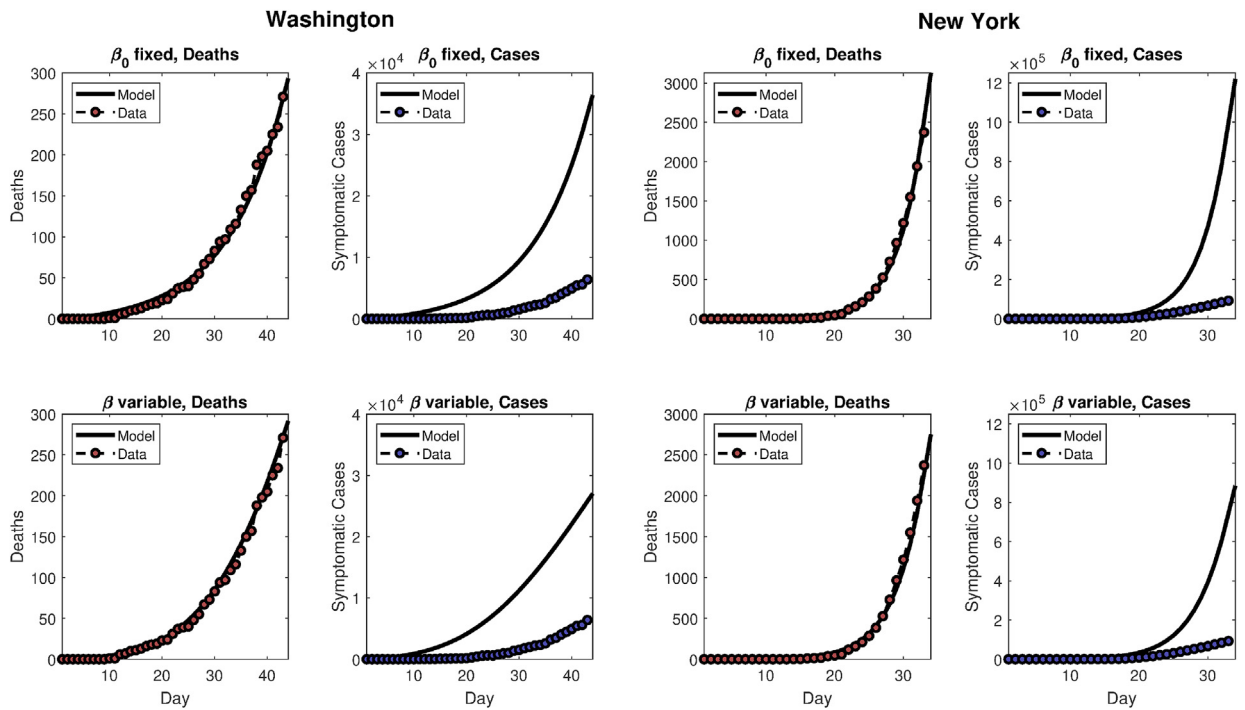 Washington
New York
β0 fixed, Deaths
300
250
200
150
100
50
0
10 20 30 40
Deaths
Model
Data
β0 fixed, Cases
×10^4
4
3
2
1
0
10 20 30 40
Symptomatic Cases
Model
Data
β0 fixed, Deaths
3000
2500
2000
1500
1000
500
0
10 20 30
Deaths
Model
Data
β0 fixed, Cases
×10^5
12
10
8
6
4
2
0
10 20 30
Symptomatic Cases
Model
Data
β variable, Deaths
300
250
200
150
100
50
0
10 20 30 40
Deaths
Day
Model
Data
β variable, Cases
×10^4
4
3
2
1
0
10 20 30 40
Symptomatic Cases
Day
Model
Data
β variable, Deaths
3000
2500
2000
1500
1000
500
0
10 20 30
Deaths
Day
Model
Data
β variable, Cases
×10^5
12
10
8
6
4
2
0
10 20 30
Symptomatic Cases
Day
Model
Data